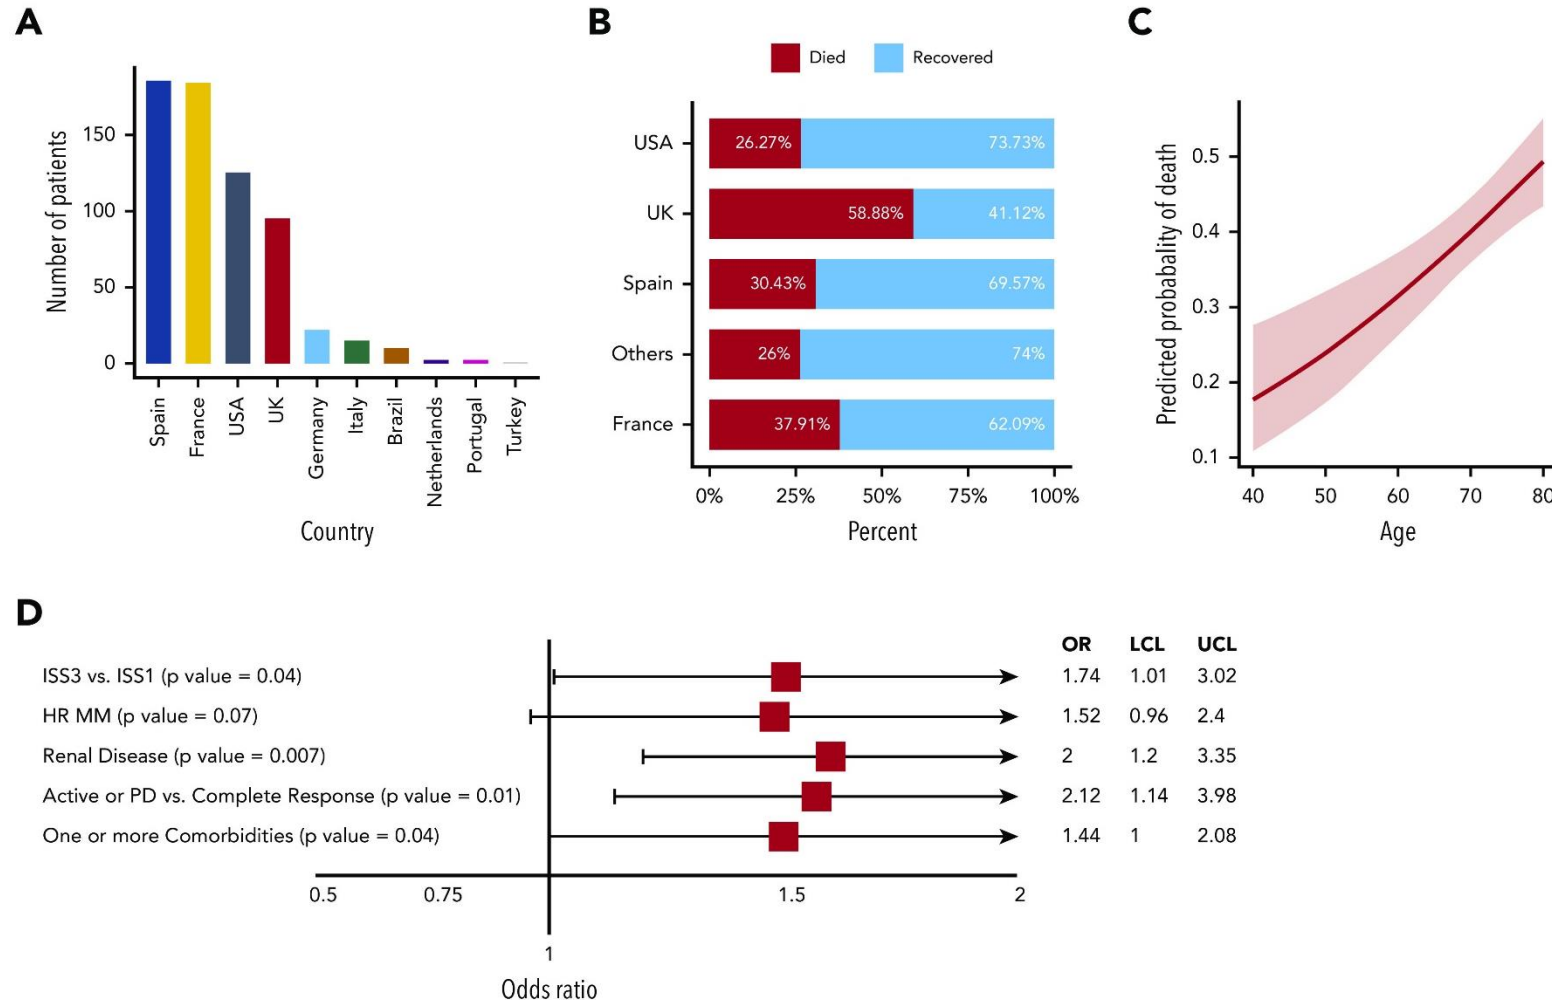 A
Number of patients
150
100
50
0
Spain
France
USA
UK
Germany
Italy
Brazil
Netherlands
Portugal
Turkey
Country
B
Died
Recovered
USA
26.27%
73.73%
UK
58.88%
41.12%
Spain
30.43%
69.57%
Others
26%
74%
France
37.91%
62.09%
0%
25%
50%
75%
100%
Percent
C
Predicted probabality of death
0.5
0.4
0.3
0.2
0.1
40
50
60
70
80
Age
D
OR LCL UCL
ISS3 vs. ISS1 (p value = 0.04) 1.74 1.01 3.02
HR MM (p value = 0.07) 1.52 0.96 2.4
Renal Disease (p value = 0.007) 2 1.2 3.35
Active or PD vs. Complete Response (p value = 0.01) 2.12 1.14 3.98
One or more Comorbidities (p value = 0.04) 1.44 1 2.08
0.5 0.75 1.5 2
1
Odds ratio